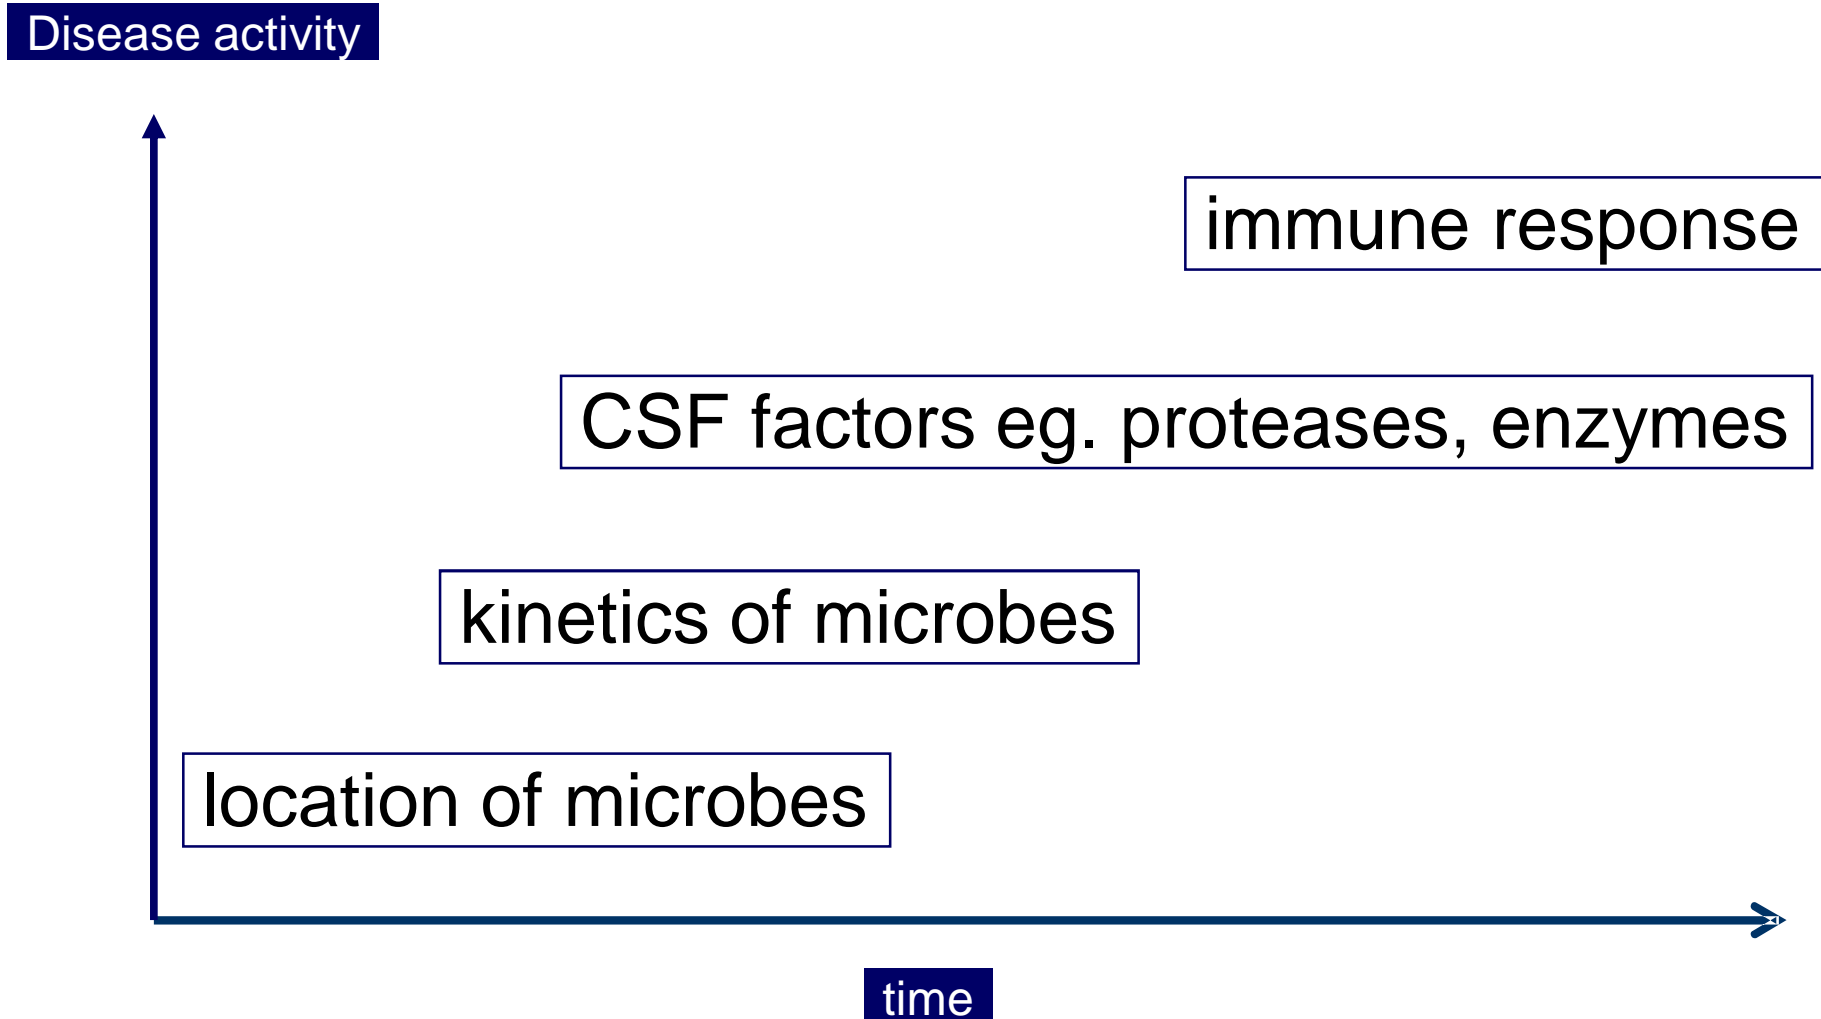 Disease activity
immune response
CSF factors eg. proteases, enzymes
kinetics of microbes
location of microbes
time